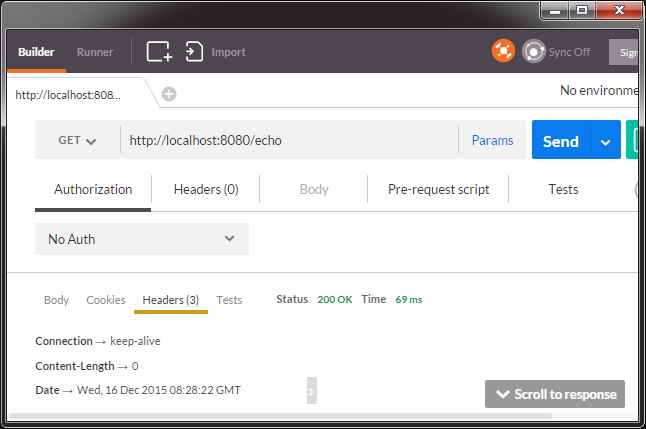 Builder Runner Import Sync Off Sign
http://localhost:808... No environme
GET http://localhost:8080/echo Params Send
Authorization Headers (0) Body Pre-request script Tests
No Auth
Body Cookies Headers (3) Tests Status 200 OK Time 69 ms
Connection → keep-alive
Content-Length → 0
Date → Wed, 16 Dec 2015 08:28:22 GMT
Scroll to response